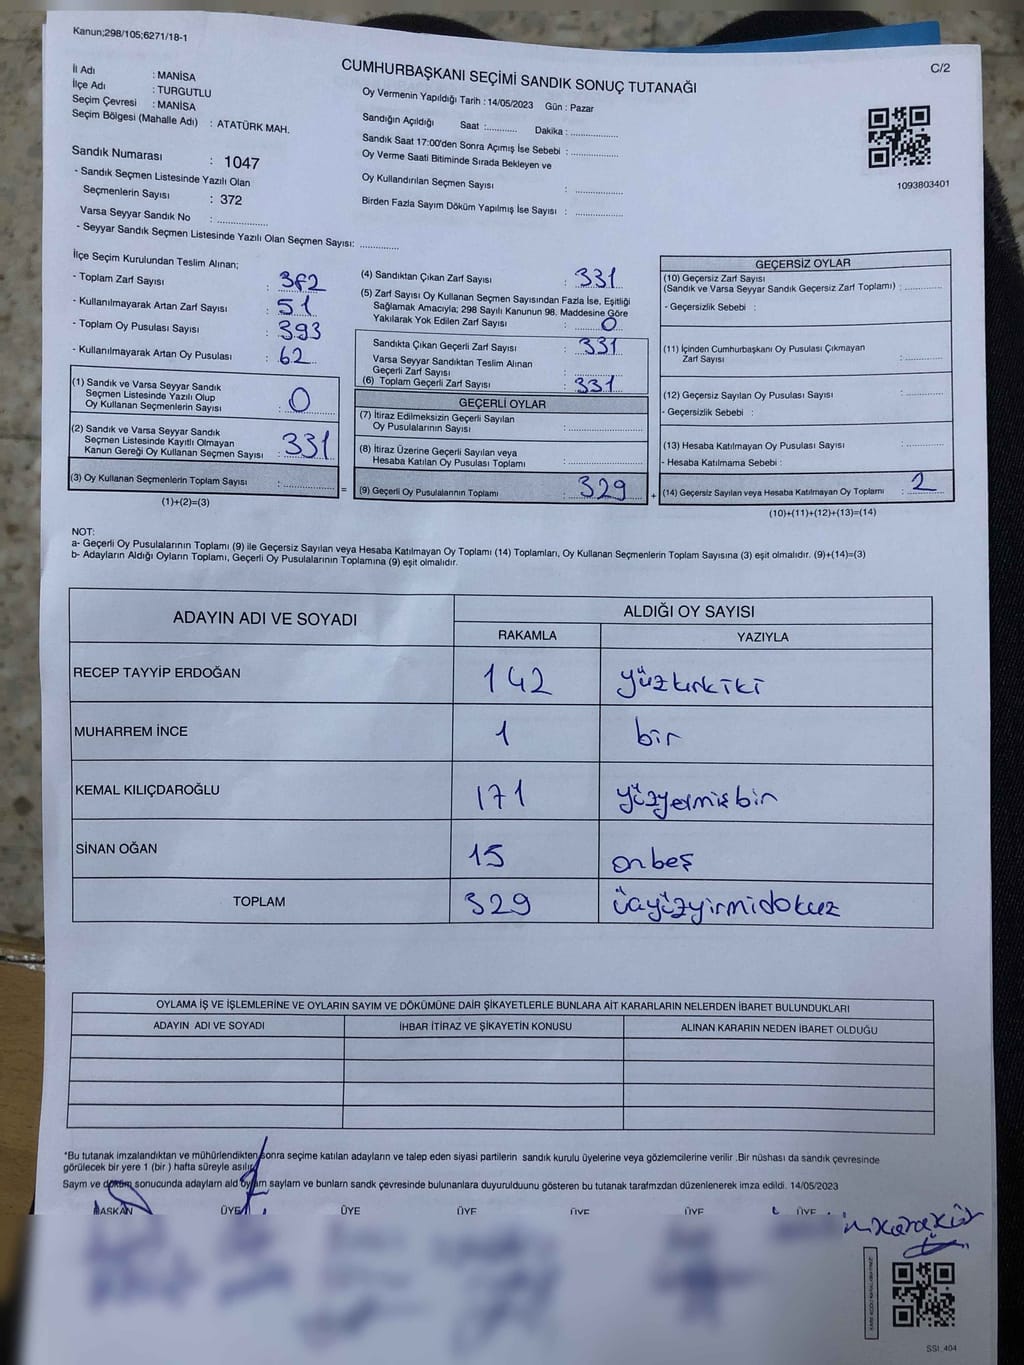 Kanun;298/105;6271/18-1
C/2
CUMHURBAŞKANI SEÇİMİ SANDIK SONUÇ TUTANAĞI
İl Adı : MANİSA
İlçe Adı : TURGUTLU
Seçim Çevresi : MANİSA
Seçim Bölgesi (Mahalle Adı) : ATATÜRK MAH.
Sandık Numarası : 1047
- Sandık Seçmen Listesinde Yazılı Olan
Seçmenlerin Sayısı : 372
Varsa Seyyar Sandık No : ..................
- Seyyar Sandık Seçmen Listesinde Yazılı Olan Seçmen Sayısı: ..............
Oy Vermenin Yapıldığı Tarih : 14/05/2023 Gün : Pazar
Sandığın Açıldığı Saat :........... Dakika : .................
Sandık Saat 17:00'den Sonra Açımış İse Sebebi : .................
Oy Verme Saati Bitiminde Sırada Bekleyen ve
Oy Kullandırılan Seçmen Sayısı : .................
Birden Fazla Sayım Döküm Yapılmış İse Sayısı : .................
1093803401
İlçe Seçim Kurulundan Teslim Alınan;
- Toplam Zarf Sayısı : 382
- Kullanılmayarak Artan Zarf Sayısı : 51
- Toplam Oy Pusulası Sayısı : 393
- Kullanılmayarak Artan Oy Pusulası : 62
(1) Sandık ve Varsa Seyyar Sandık
Seçmen Listesinde Yazılı Olup
Oy Kullanan Seçmenlerin Sayısı : 0
(2) Sandık ve Varsa Seyyar Sandık
Seçmen Listesinde Kayıtlı Olmayan
Kanun Gereği Oy Kullanan Seçmen Sayısı : 331
(3) Oy Kullanan Seçmenlerin Toplam Sayısı : ..................
(1)+(2)=(3)
(4) Sandıktan Çıkan Zarf Sayısı : 331
(5) Zarf Sayısı Oy Kullanan Seçmen Sayısından Fazla İse, Eşitliği
Sağlamak Amacıyla; 298 Sayılı Kanunun 98. Maddesine Göre
Yakılarak Yok Edilen Zarf Sayısı : 0
Sandıkta Çıkan Geçerli Zarf Sayısı : 331
Varsa Seyyar Sandıktan Teslim Alınan
Geçerli Zarf Sayısı : .................
(6) Toplam Geçerli Zarf Sayısı : 331
GEÇERLİ OYLAR
(7) İtiraz Edilmeksizin Geçerli Sayılan
Oy Pusulalarının Sayısı : .................
(8) İtiraz Üzerine Geçerli Sayılan veya
Hesaba Katılan Oy Pusulası Toplamı : .................
= (9) Geçerli Oy Pusulalarının Toplamı : 329
GEÇERSİZ OYLAR
(10) Geçersiz Zarf Sayısı
(Sandık ve Varsa Seyyar Sandık Geçersiz Zarf Toplamı) : .............
- Geçersizlik Sebebi :
(11) İçinden Cumhurbaşkanı Oy Pusulası Çıkmayan
Zarf Sayısı : .............
(12) Geçersiz Sayılan Oy Pusulası Sayısı : .............
- Geçersizlik Sebebi :
(13) Hesaba Katılmayan Oy Pusulası Sayısı : .............
- Hesaba Katılmama Sebebi :
+ (14) Geçersiz Sayılan veya Hesaba Katılmayan Oy Toplamı : 2
(10)+(11)+(12)+(13)=(14)
NOT:
a- Geçerli Oy Pusulalarının Toplamı (9) ile Geçersiz Sayılan veya Hesaba Katılmayan Oy Toplamı (14) Toplamları, Oy Kullanan Seçmenlerin Toplam Sayısına (3) eşit olmalıdır. (9)+(14)=(3)
b- Adayların Aldığı Oyların Toplamı, Geçerli Oy Pusulalarının Toplamına (9) eşit olmalıdır.
ADAYIN ADI VE SOYADI ALDIĞI OY SAYISI
RAKAMLA YAZIYLA
RECEP TAYYİP ERDOĞAN 142 yüzkırkiki
MUHARREM İNCE 1 bir
KEMAL KILIÇDAROĞLU 171 yüzyetmişbir
SİNAN OĞAN 15 onbeş
TOPLAM 329 üçyüzyirmidokuz
OYLAMA İŞ VE İŞLEMLERİNE VE OYLARIN SAYIM VE DÖKÜMÜNE DAİR ŞİKAYETLERLE BUNLARA AİT KARARLARIN NELERDEN İBARET BULUNDUKLARI
ADAYIN ADI VE SOYADI İHBAR İTİRAZ VE ŞİKAYETİN KONUSU ALINAN KARARIN NEDEN İBARET OLDUĞU
*Bu tutanak imzalandıktan ve mühürlendikten sonra seçime katılan adayların ve talep eden siyasi partilerin sandık kurulu üyelerine veya gözlemcilerine verilir .Bir nüshası da sandık çevresinde
görülecek bir yere 1 (bir ) hafta süreyle asılır
Sayım ve döküm sonucunda adayların ald oyların sayların ve bunların sandk çevresinde bulunanlara duyurulduunu gösteren bu tutanak tarafmzdan düzenlenerek imza edildi. 14/05/2023
BAŞKAN ÜYE ÜYE ÜYE ÜYE ÜYE ÜYE
SSI_404